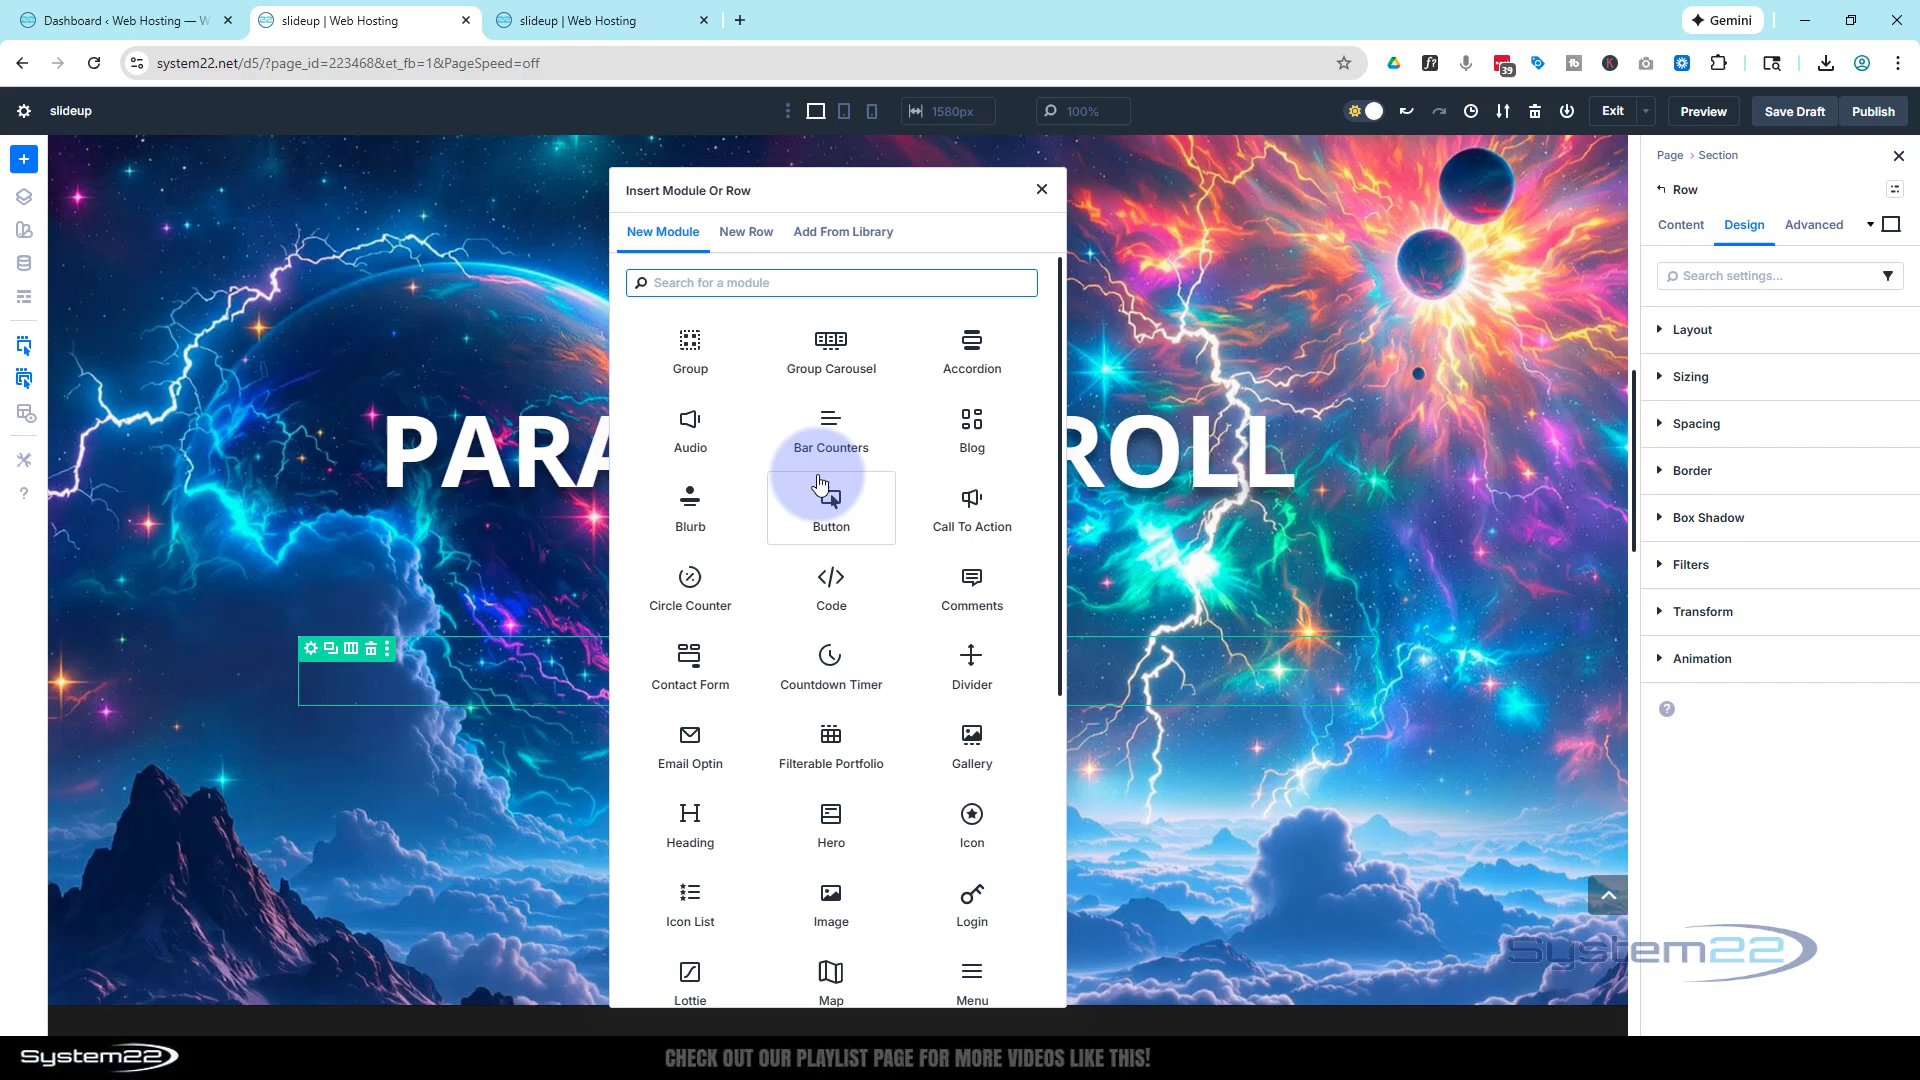 Dashboard ‹ Web Hosting — W
slideup | Web Hosting
slideup | Web Hosting
Gemini
system22.net/d5/?page_id=223468&et_fb=1&PageSpeed=off
39
slideup
1580px
100%
Exit
Preview
Save Draft
Publish
Page › Section
Row
Content
Design
Advanced
Search settings...
Layout
Sizing
Spacing
Border
Box Shadow
Filters
Transform
Animation
Insert Module Or Row
New Module
New Row
Add From Library
Search for a module
Group
Group Carousel
Accordion
Audio
Bar Counters
Blog
Blurb
Button
Call To Action
Circle Counter
Code
Comments
Contact Form
Countdown Timer
Divider
Email Optin
Filterable Portfolio
Gallery
Heading
Hero
Icon
Icon List
Image
Login
Lottie
Map
Menu
PARA
ROLL
System22
System22
CHECK OUT OUR PLAYLIST PAGE FOR MORE VIDEOS LIKE THIS!